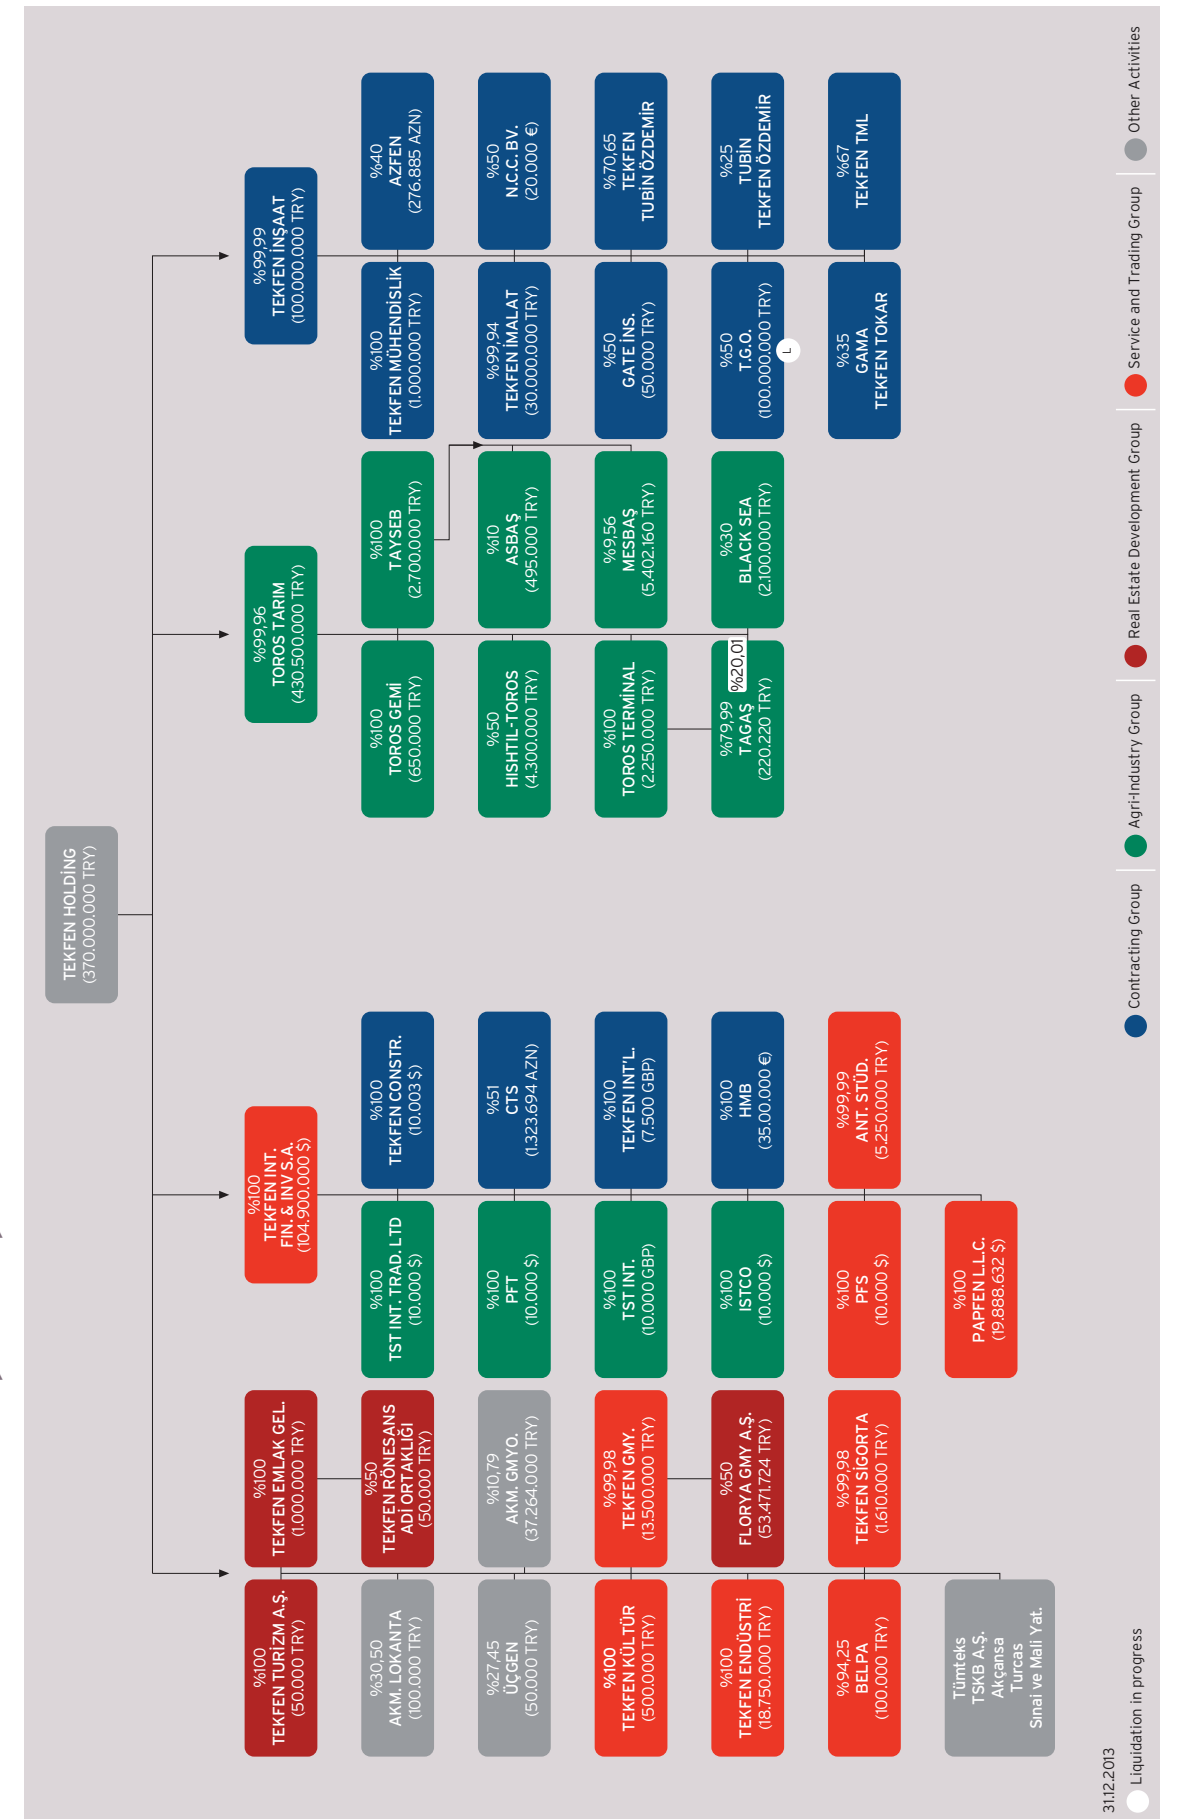 TEKFEN HOLDİNG
(370.000.000 TRY)
%100
TEKFEN TURİZM A.Ş.
(50.000 TRY)
%100
TEKFEN EMLAK GEL.
(1.000.000 TRY)
%100
TEKFEN INT.
FIN. & INV S.A.
(104.900.000 $)
%99,96
TOROS TARIM
(430.500.000 TRY)
%99,99
TEKFEN İNŞAAT
(100.000.000 TRY)
%30,50
AKM. LOKANTA
(100.000 TRY)
%50
TEKFEN RÖNESANS
ADİ ORTAKLIĞI
(50.000 TRY)
%100
TST INT. TRAD. LTD
(10.000 $)
%100
TEKFEN CONSTR.
(10.003 $)
%100
TOROS GEMİ
(650.000 TRY)
%100
TAYSEB
(2.700.000 TRY)
%100
TEKFEN MÜHENDİSLİK
(1.000.000 TRY)
%40
AZFEN
(276.885 AZN)
%27,45
ÜÇGEN
(50.000 TRY)
%10,79
AKM. GMYO.
(37.264.000 TRY)
%100
PFT
(10.000 $)
%51
CTS
(1.323.694 AZN)
%50
HISHTIL-TOROS
(4.300.000 TRY)
%10
ASBAŞ
(495.000 TRY)
%99,94
TEKFEN İMALAT
(30.000.000 TRY)
%50
N.C.C. BV.
(20.000 €)
%100
TEKFEN KÜLTÜR
(500.000 TRY)
%99,98
TEKFEN GMY.
(13.500.000 TRY)
%100
TST INT.
(10.000 GBP)
%100
TEKFEN INT'L.
(7.500 GBP)
%100
TOROS TERMİNAL
(2.250.000 TRY)
%9,56
MESBAŞ
(5.402.160 TRY)
%50
GATE İNS.
(50.000 TRY)
%70,65
TEKFEN
TUBİN ÖZDEMİR
%100
TEKFEN ENDÜSTRİ
(18.750.000 TRY)
%50
FLORYA GMY A.Ş.
(53.471.724 TRY)
%100
ISTCO
(10.000 $)
%100
HMB
(35.00.000 €)
%79,99
%20,01
TAGAŞ
(220.220 TRY)
%30
BLACK SEA
(2.100.000 TRY)
%50
T.G.O.
(100.000.000 TRY)
L
%25
TUBİN
TEKFEN ÖZDEMİR
%94,25
BELPA
(100.000 TRY)
%99,98
TEKFEN SİGORTA
(1.610.000 TRY)
%100
PFS
(10.000 $)
%99,99
ANT. STÜD.
(5.250.000 TRY)
%35
GAMA
TEKFEN TOKAR
%67
TEKFEN TML
Tümteks
TSKB A.Ş.
Akçansa
Turcas
Sınai ve Mali Yat.
%100
PAPFEN L.L.C.
(19.888.632 $)
31.12.2013
Liquidation in progress
Contracting Group
Agri-Industry Group
Real Estate Development Group
Service and Trading Group
Other Activities